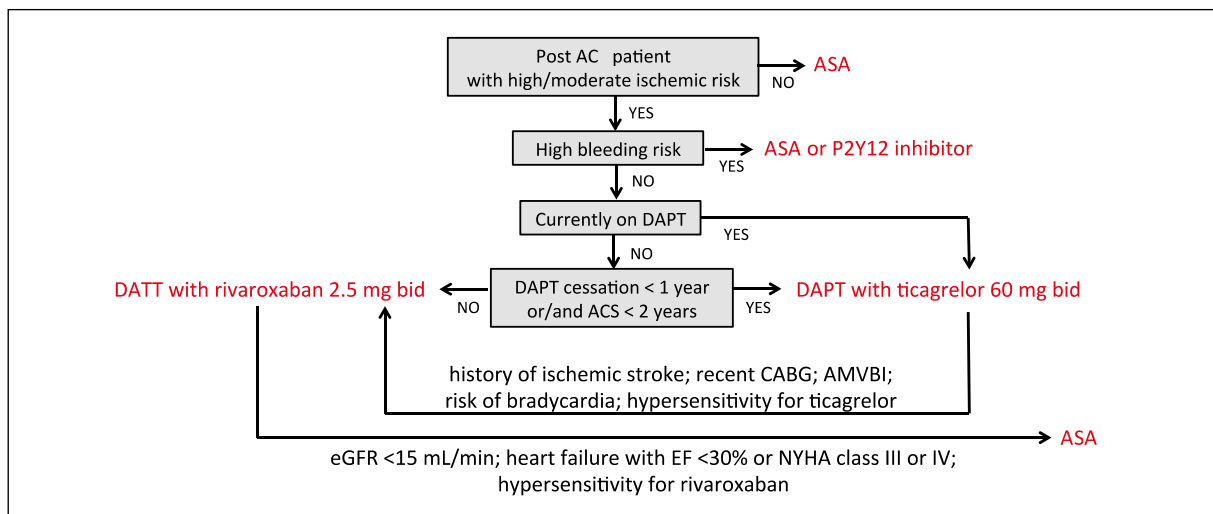 Post AC patient
with high/moderate ischemic risk
NO
ASA
YES
High bleeding risk
YES
ASA or P2Y12 inhibitor
NO
Currently on DAPT
YES
NO
DATT with rivaroxaban 2.5 mg bid
NO
DAPT cessation < 1 year
or/and ACS < 2 years
YES
DAPT with ticagrelor 60 mg bid
history of ischemic stroke; recent CABG; AMVBI;
risk of bradycardia; hypersensitivity for ticagrelor
ASA
eGFR <15 mL/min; heart failure with EF <30% or NYHA class III or IV;
hypersensitivity for rivaroxaban